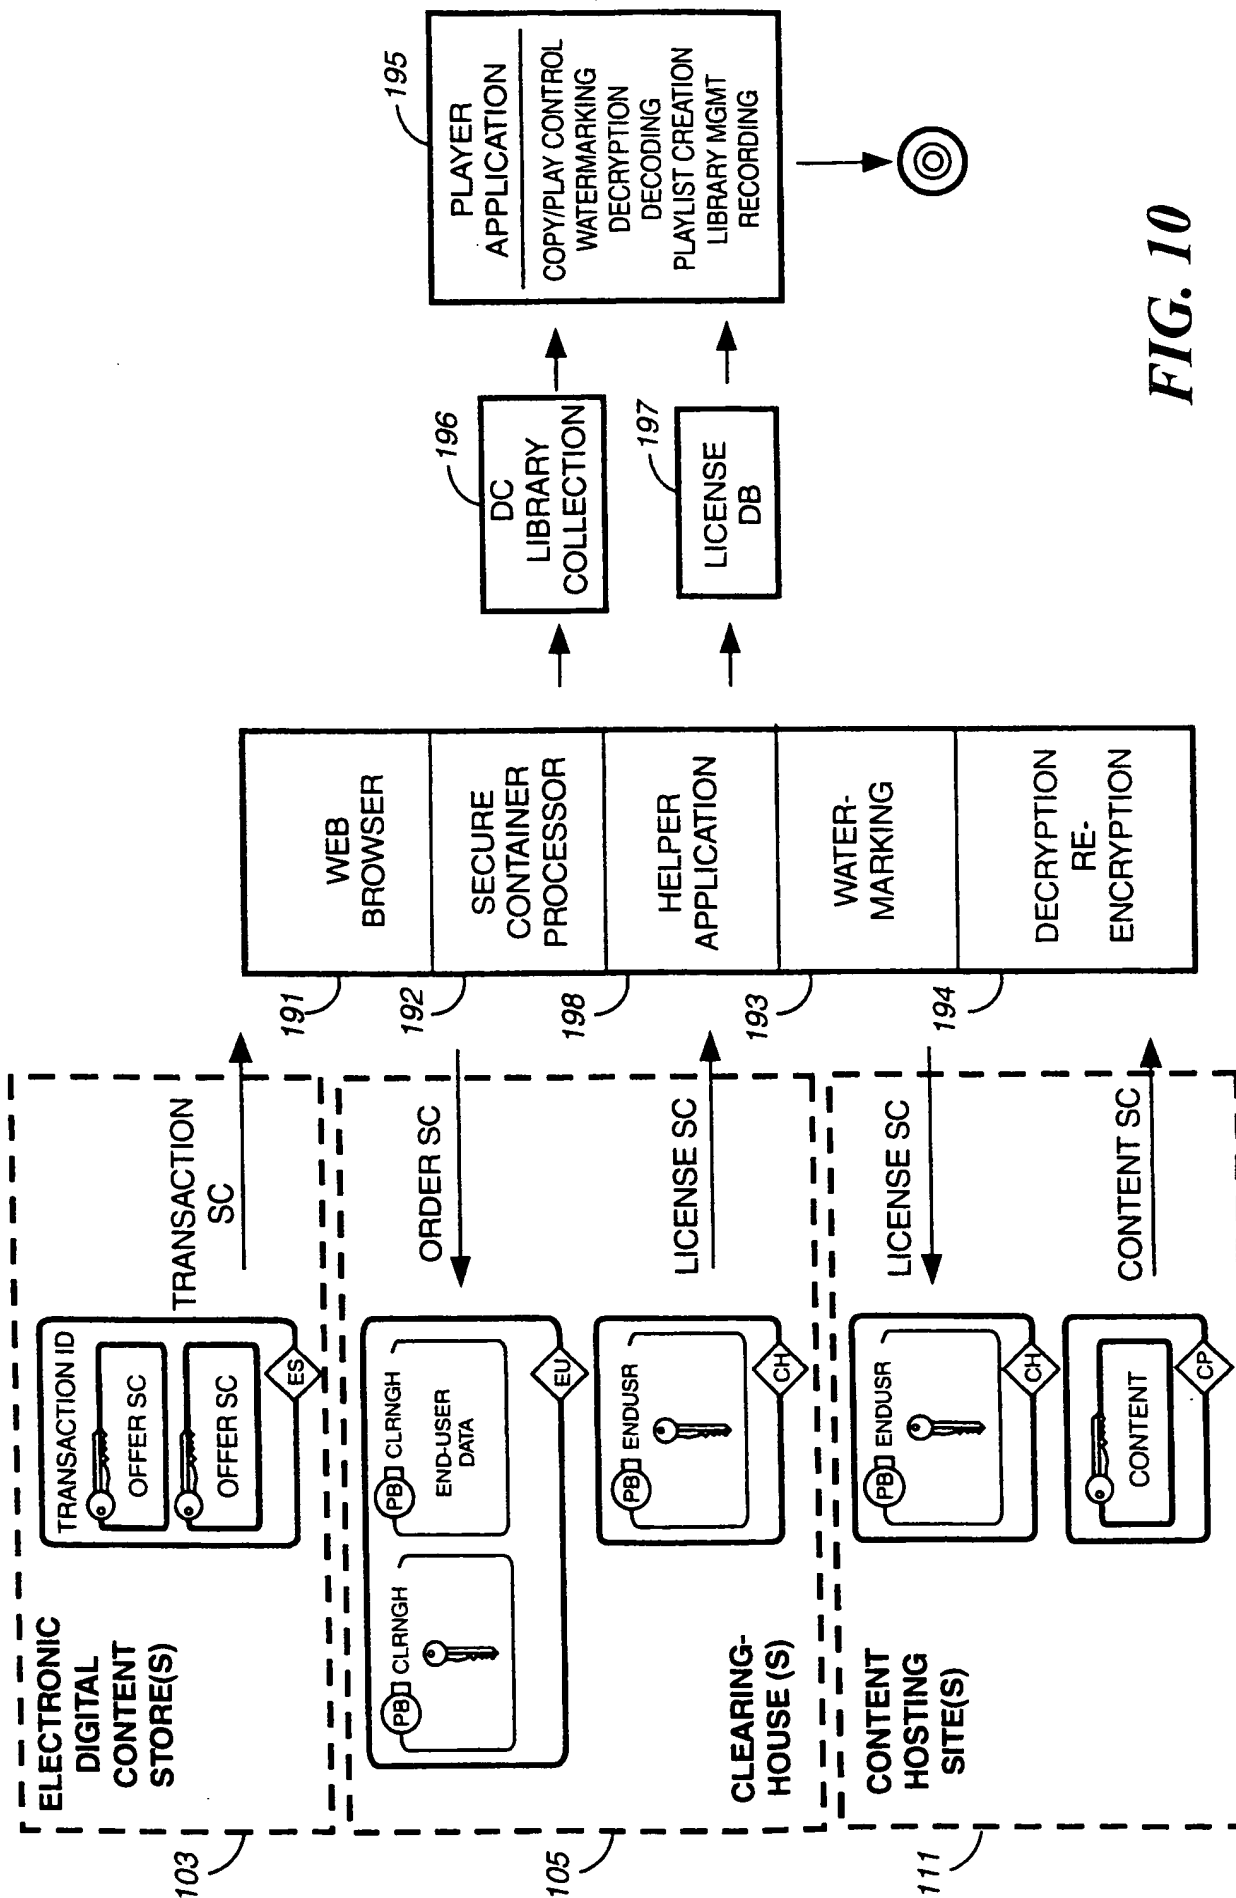 103
ELECTRONIC
DIGITAL
CONTENT
STORE(S)
TRANSACTION ID
OFFER SC
OFFER SC
ES
TRANSACTION
SC
105
PB
CLRNGH
PB
CLRNGH
END-USER
DATA
EU
ORDER SC
CLEARING-
HOUSE (S)
PB
ENDUSR
CH
LICENSE SC
111
CONTENT
HOSTING
SITE(S)
PB
ENDUSR
CH
LICENSE SC
CONTENT
CP
CONTENT SC
191
WEB
BROWSER
192
SECURE
CONTAINER
PROCESSOR
198
HELPER
APPLICATION
193
WATER-
MARKING
194
DECRYPTION
RE-
ENCRYPTION
196
DC
LIBRARY
COLLECTION
197
LICENSE
DB
195
PLAYER
APPLICATION
COPY/PLAY CONTROL
WATERMARKING
DECRYPTION
DECODING
PLAYLIST CREATION
LIBRARY MGMT
RECORDING
FIG. 10